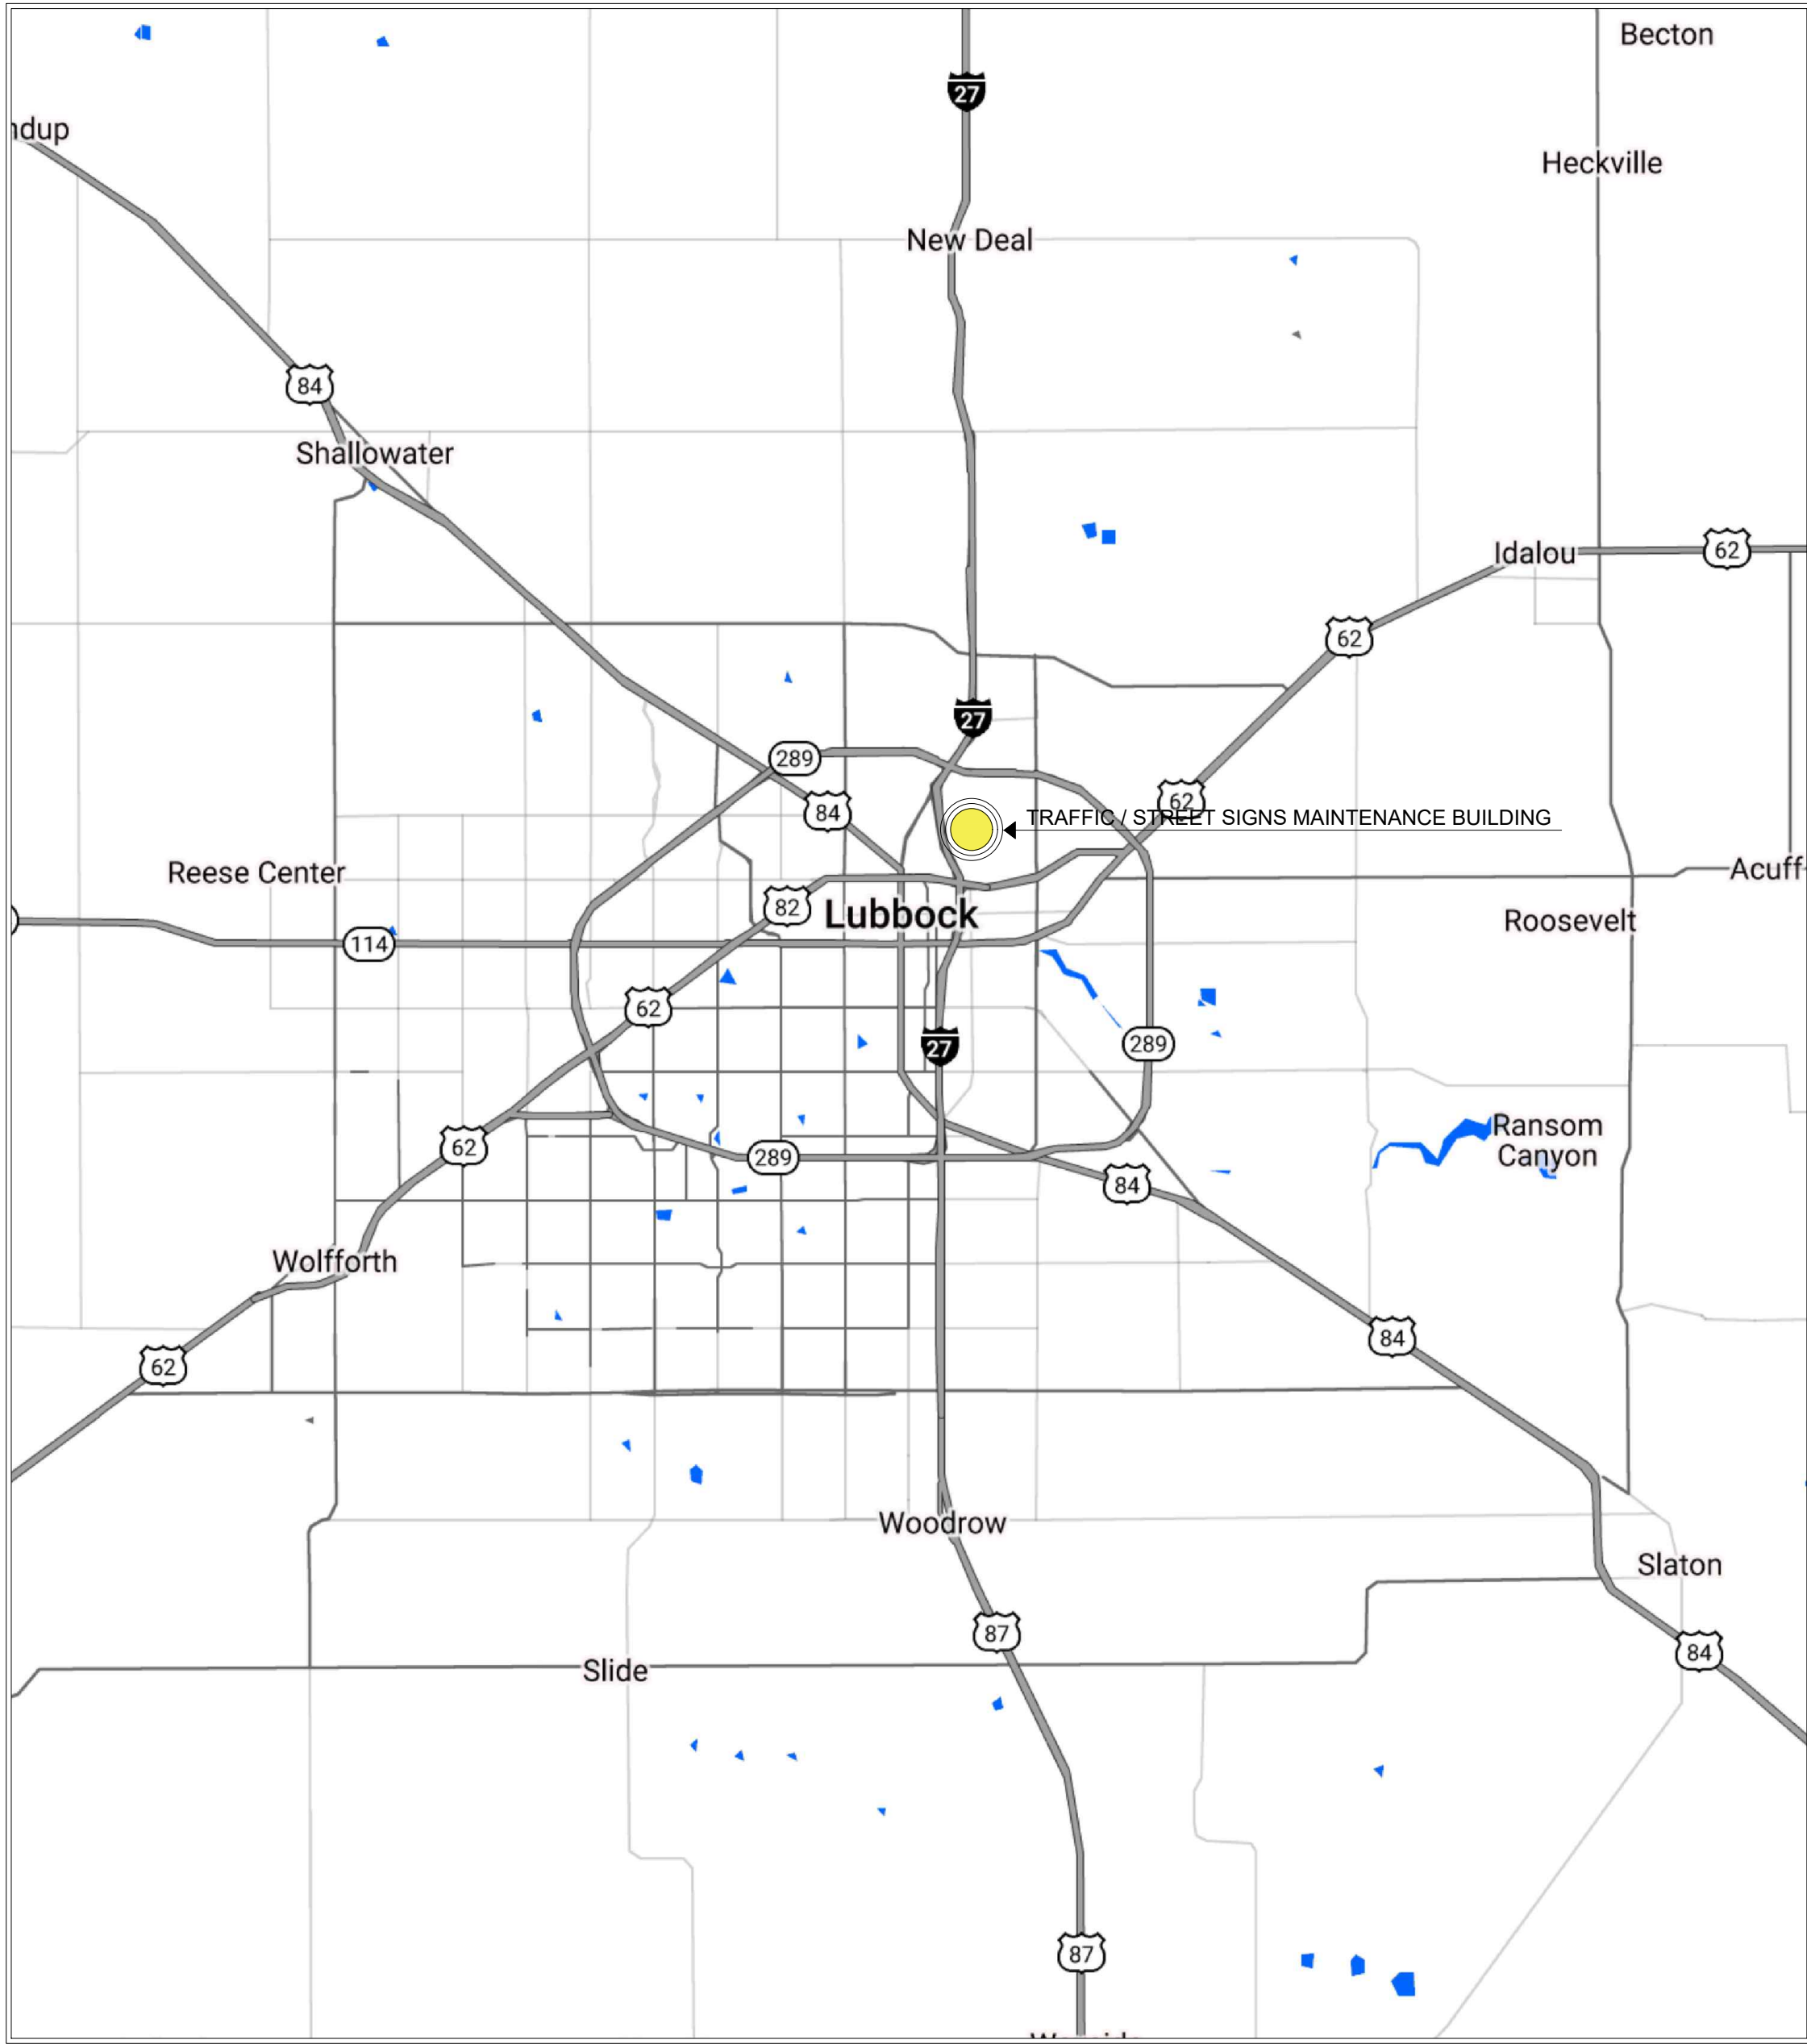 Becton
27
ndup
Heckville
New Deal
84
Shallowater
Idalou
62
62
27
289
62
84
TRAFFIC / STREET SIGNS MAINTENANCE BUILDING
Reese Center
Acuff
82
Lubbock
Roosevelt
114
62
27
289
Ransom
Canyon
62
289
84
Wolfforth
84
62
Woodrow
Slaton
87
84
Slide
87